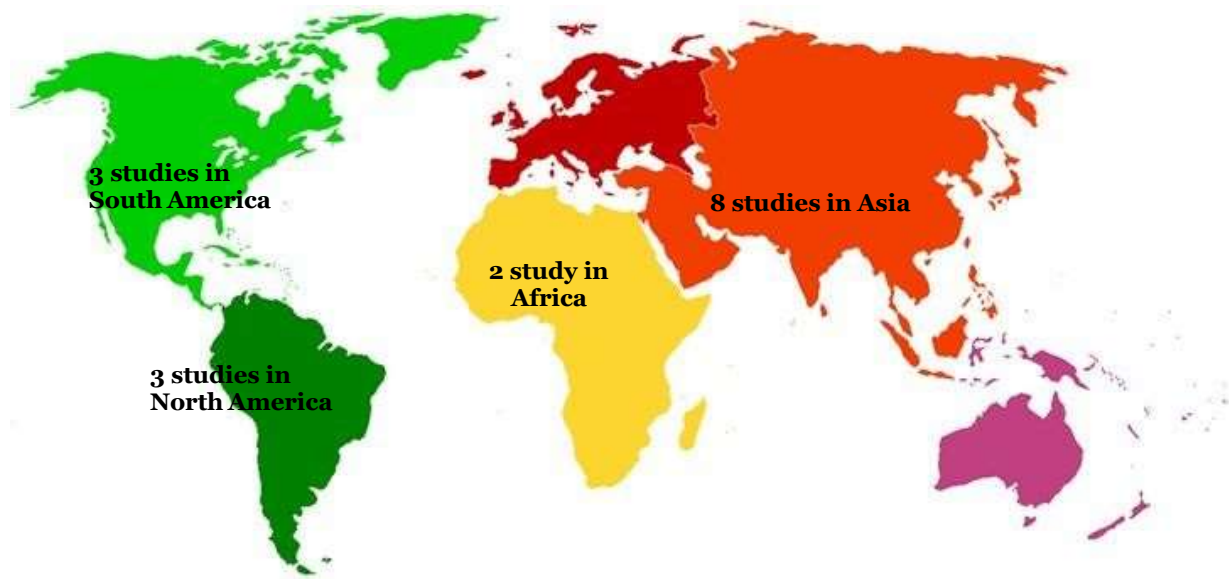 3 studies in
South America
8 studies in Asia
2 study in
Africa
3 studies in
North America